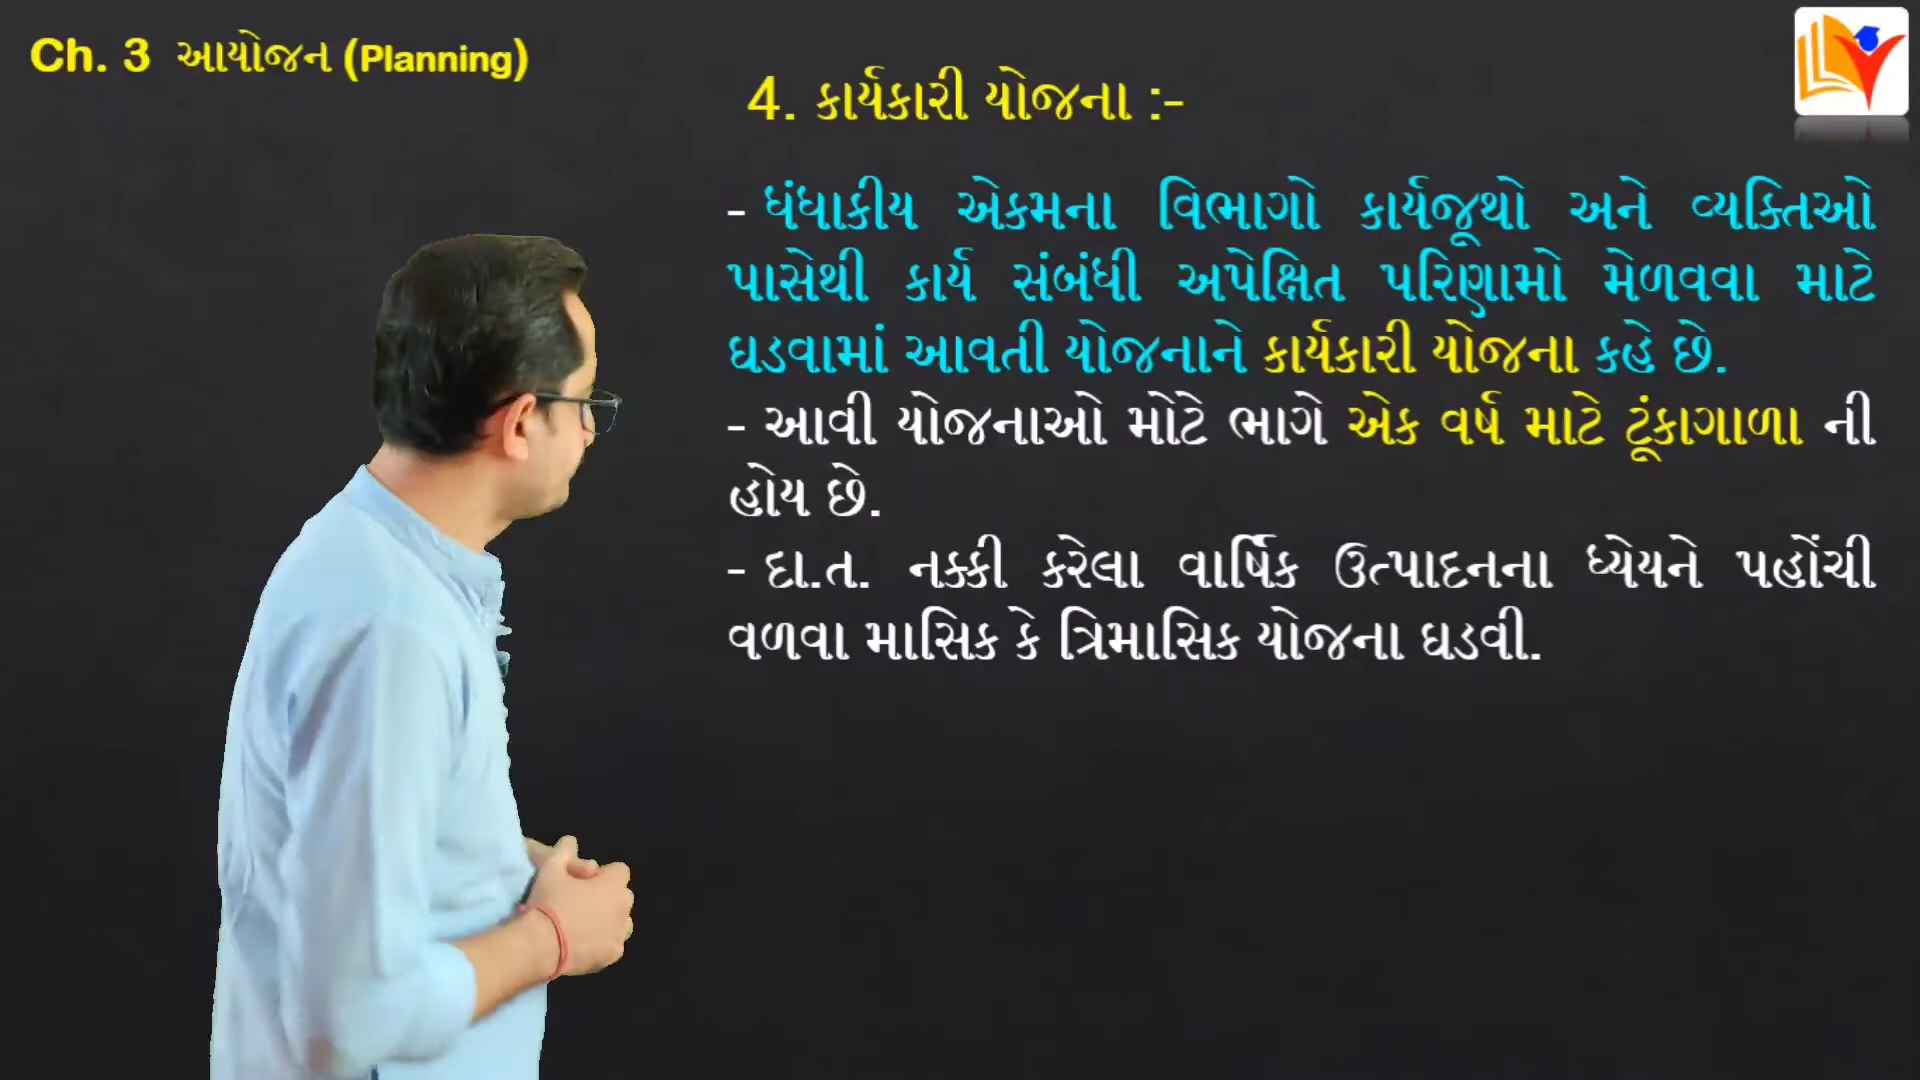 Ch. 3 આયોજન (Planning)
4. કાર્યકારી યોજના :-
- ધંધાકીય એકમના વિભાગો કાર્યજૂથો અને વ્યક્તિઓ
પાસેથી કાર્ય સંબંધી અપેક્ષિત પરિણામો મેળવવા માટે
ઘડવામાં આવતી યોજનાને કાર્યકારી યોજના કહે છે.
- આવી યોજનાઓ મોટે ભાગે એક વર્ષ માટે ટૂંકાગાળા ની
હોય છે.
- દા.ત. નક્કી કરેલા વાર્ષિક ઉત્પાદનના ધ્યેયને પહોંચી
વળવા માસિક કે ત્રિમાસિક યોજના ઘડવી.